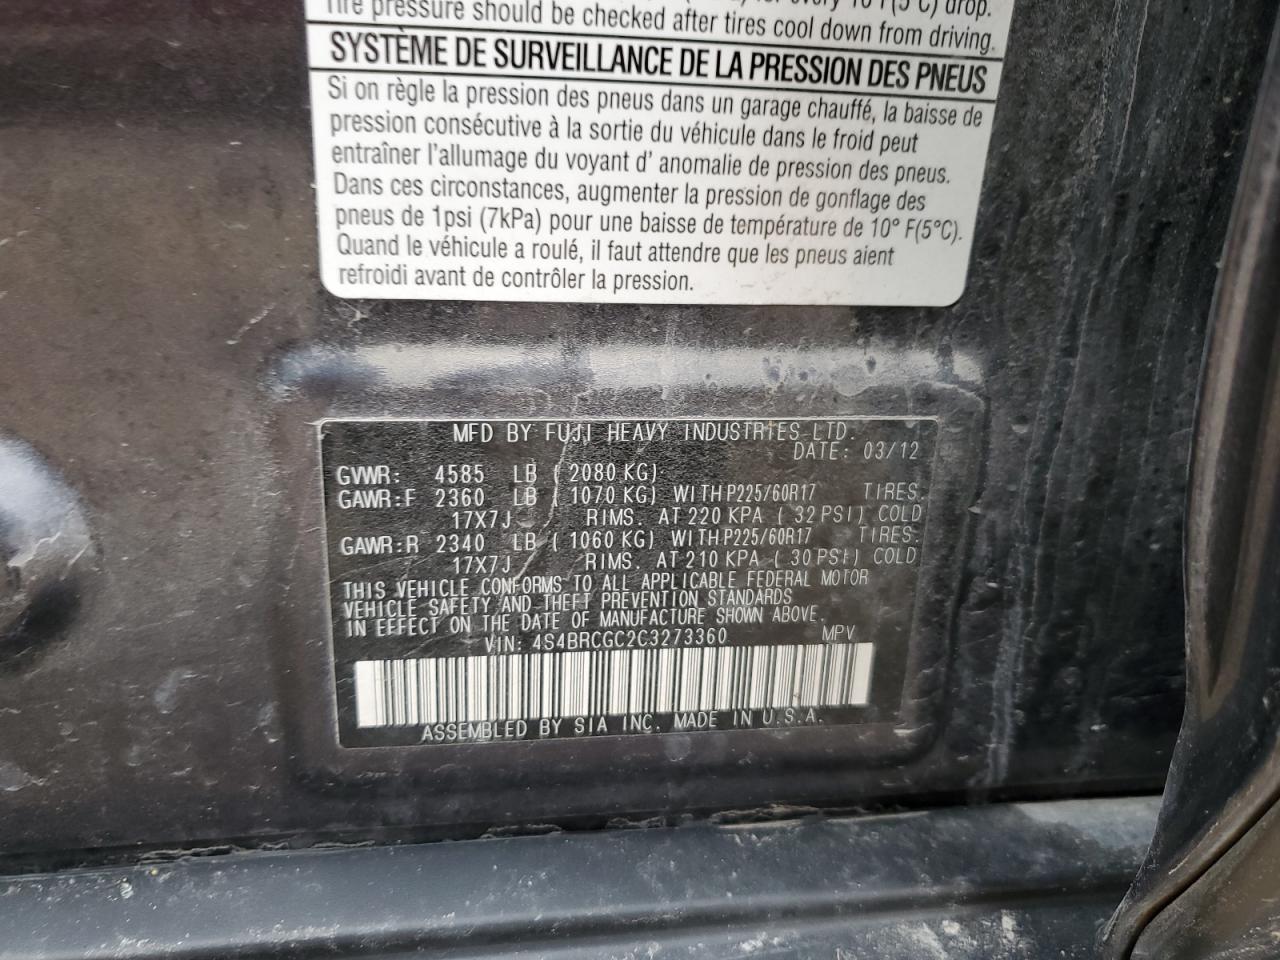 for every 10 F(5 C) drop.
Tire pressure should be checked after tires cool down from driving.
SYSTÈME DE SURVEILLANCE DE LA PRESSION DES PNEUS
Si on règle la pression des pneus dans un garage chauffé, la baisse de
pression consécutive à la sortie du véhicule dans le froid peut
entraîner l'allumage du voyant d' anomalie de pression des pneus.
Dans ces circonstances, augmenter la pression de gonflage des
pneus de 1psi (7kPa) pour une baisse de température de 10° F(5°C).
Quand le véhicule a roulé, il faut attendre que les pneus aient
refroidi avant de contrôler la pression.
MFD BY FUJI HEAVY INDUSTRIES LTD.
DATE: 03/12
GVWR: 4585 LB ( 2080 KG)
GAWR:F 2360 LB ( 1070 KG) WITH P225/60R17 TIRES.
17X7J RIMS. AT 220 KPA ( 32 PSI) COLD
GAWR:R 2340 LB ( 1060 KG) WITH P225/60R17 TIRES.
17X7J RIMS. AT 210 KPA ( 30 PSI) COLD
THIS VEHICLE CONFORMS TO ALL APPLICABLE FEDERAL MOTOR
VEHICLE SAFETY AND THEFT PREVENTION STANDARDS
IN EFFECT ON THE DATE OF MANUFACTURE SHOWN ABOVE.
VIN: 4S4BRCGC2C3273360 MPV
ASSEMBLED BY SIA INC. MADE IN U.S.A.